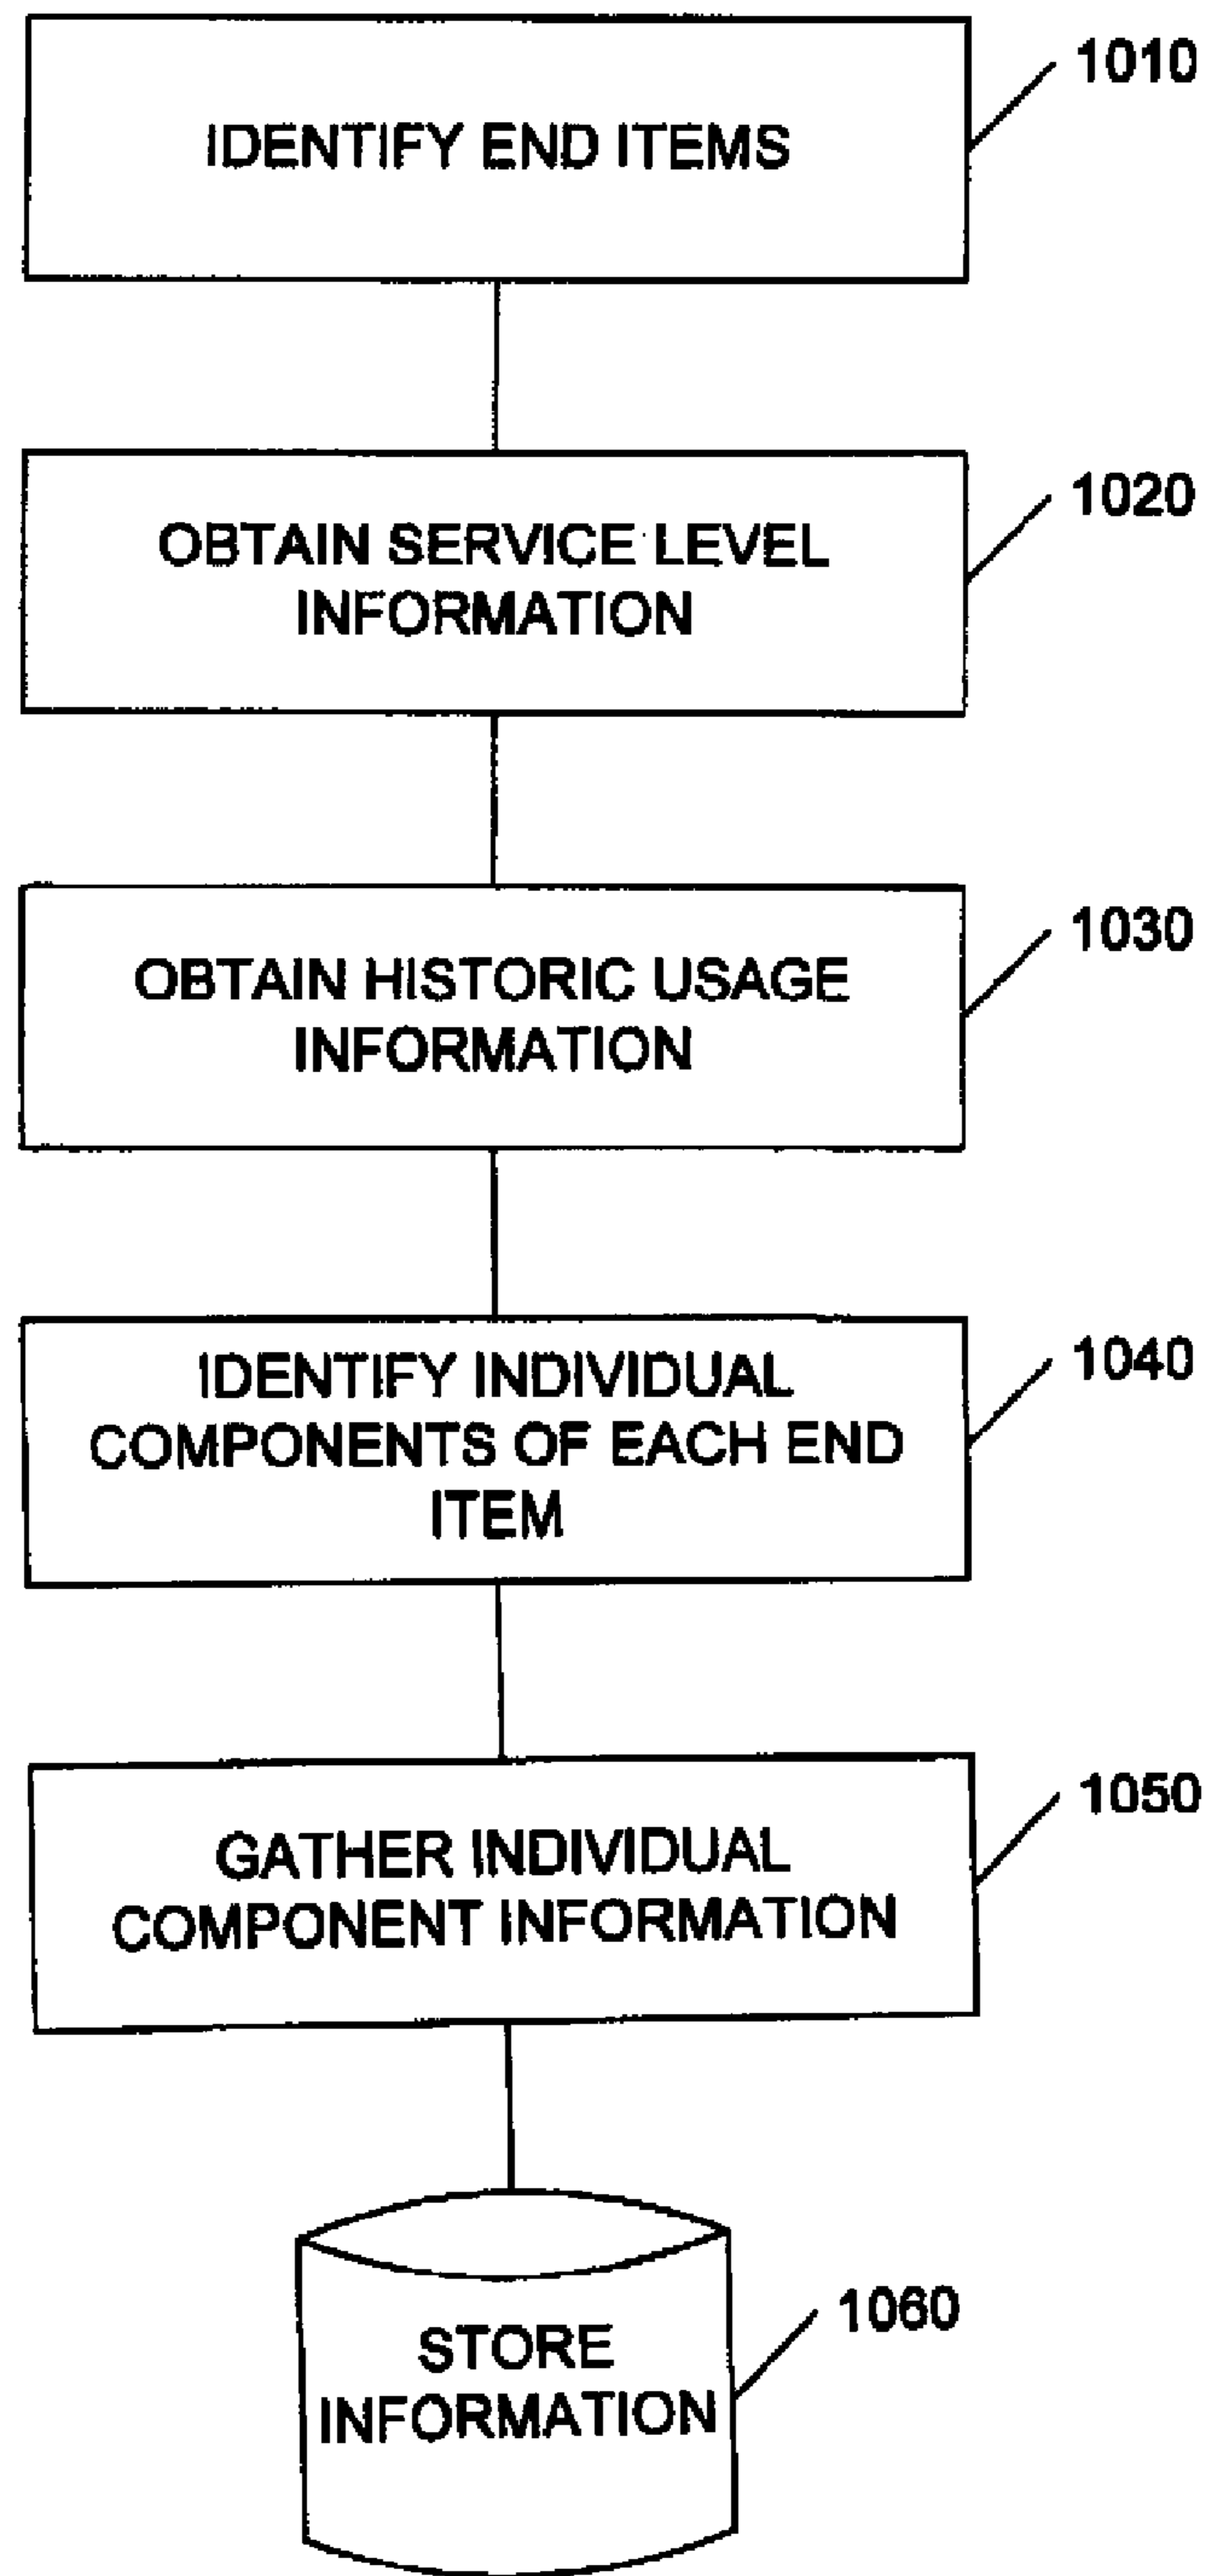 IDENTIFY END ITEMS
1010
OBTAIN SERVICE LEVEL
INFORMATION
1020
OBTAIN HISTORIC USAGE
INFORMATION
1030
IDENTIFY INDIVIDUAL
COMPONENTS OF EACH END
ITEM
1040
GATHER INDIVIDUAL
COMPONENT INFORMATION
1050
STORE
INFORMATION
1060